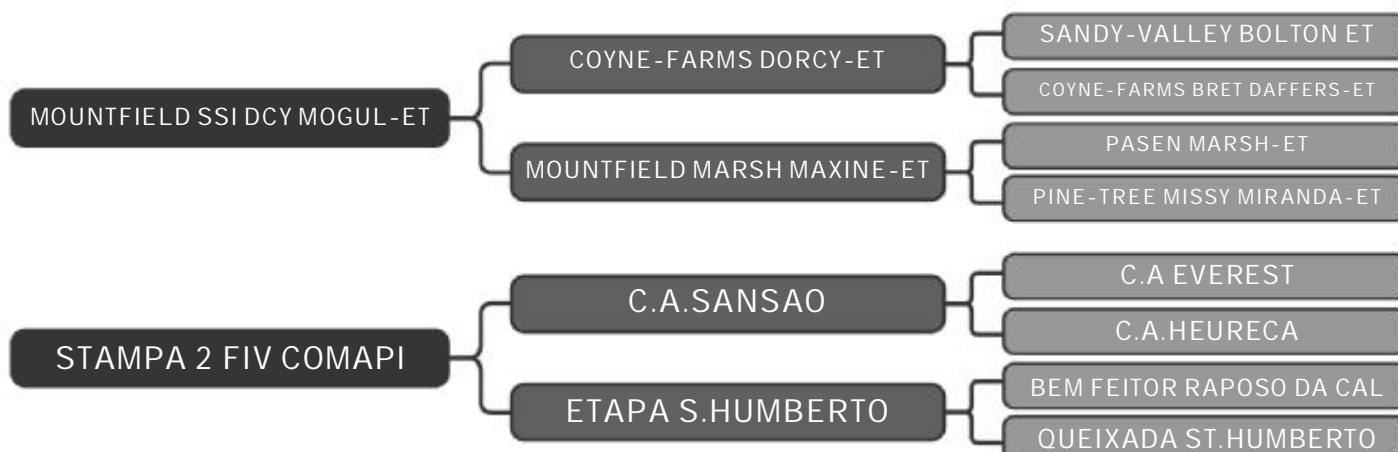 MOUNTFIELD SSI DCY MOGUL-ET
COYNE-FARMS DORCY-ET
SANDY-VALLEY BOLTON ET
COYNE-FARMS BRET DAFFERS-ET
MOUNTFIELD MARSH MAXINE-ET
PASEN MARSH-ET
PINE-TREE MISSY MIRANDA-ET
STAMPA 2 FIV COMAPI
C.A.SANSAO
C.A EVEREST
C.A.HEURECA
ETAPA S.HUMBERTO
BEM FEITOR RAPOSO DA CAL
QUEIXADA ST.HUMBERTO